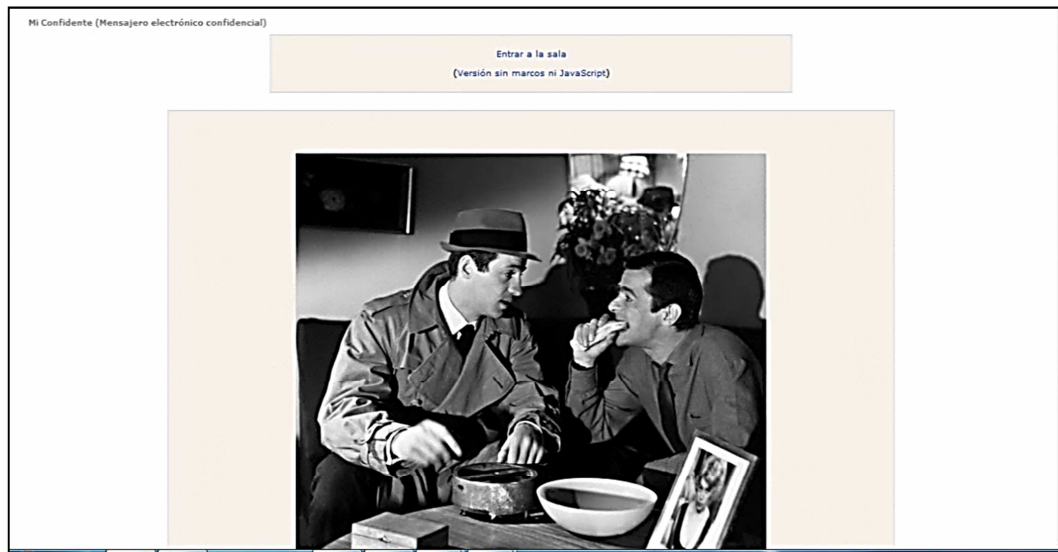 Mi Confidente (Mensajero electrónico confidencial)
Entrar a la sala
(Versión sin marcos ni JavaScript)